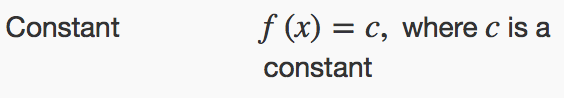 Constant f (x) = c, where c is a
constant